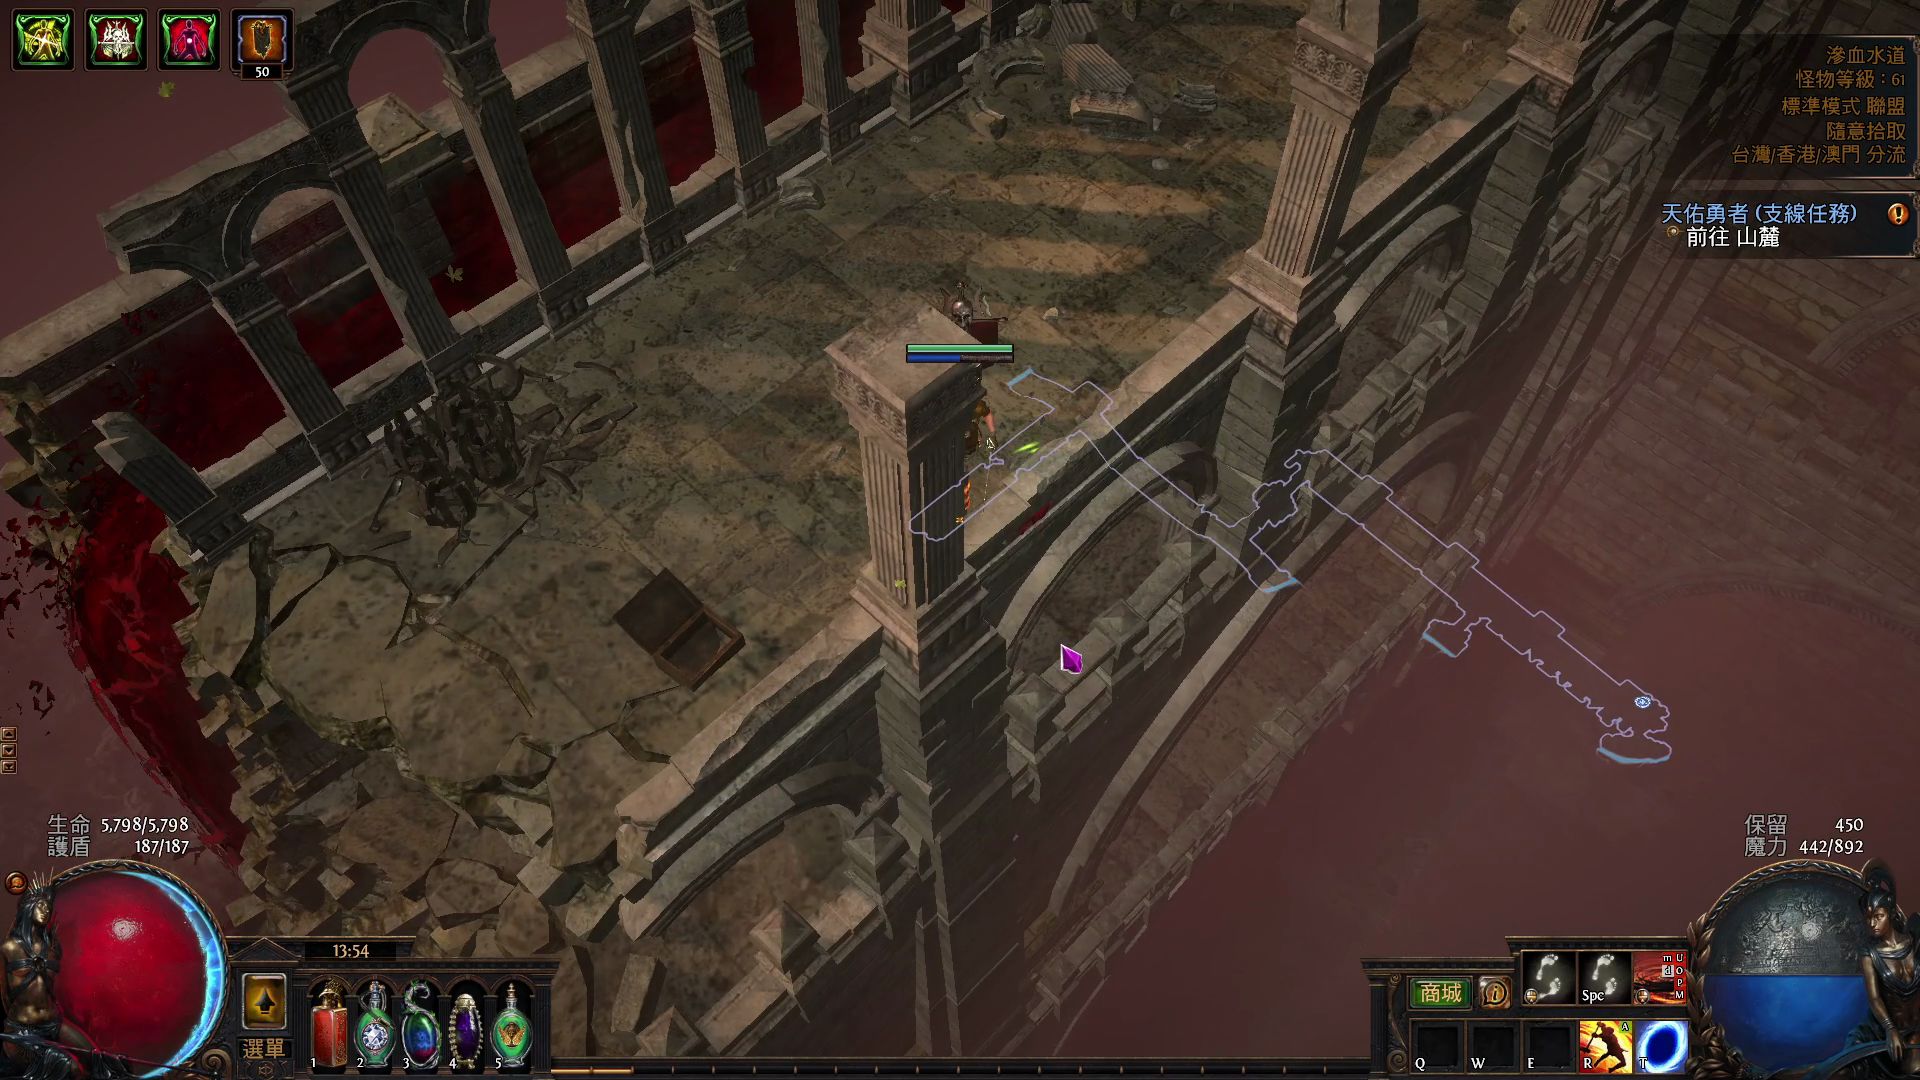 50
滲血水道
怪物等級：61
標準模式 聯盟
隨意拾取
台灣/香港/澳門 分流
天佑勇者 (支線任務)
前往 山麓
生命 5,798/5,798
護盾 187/187
保留 450
魔力 442/892
13:54
選單
1 2 3 4 5
商城
Spc
m U
d O
P
M
A
Q W E R T